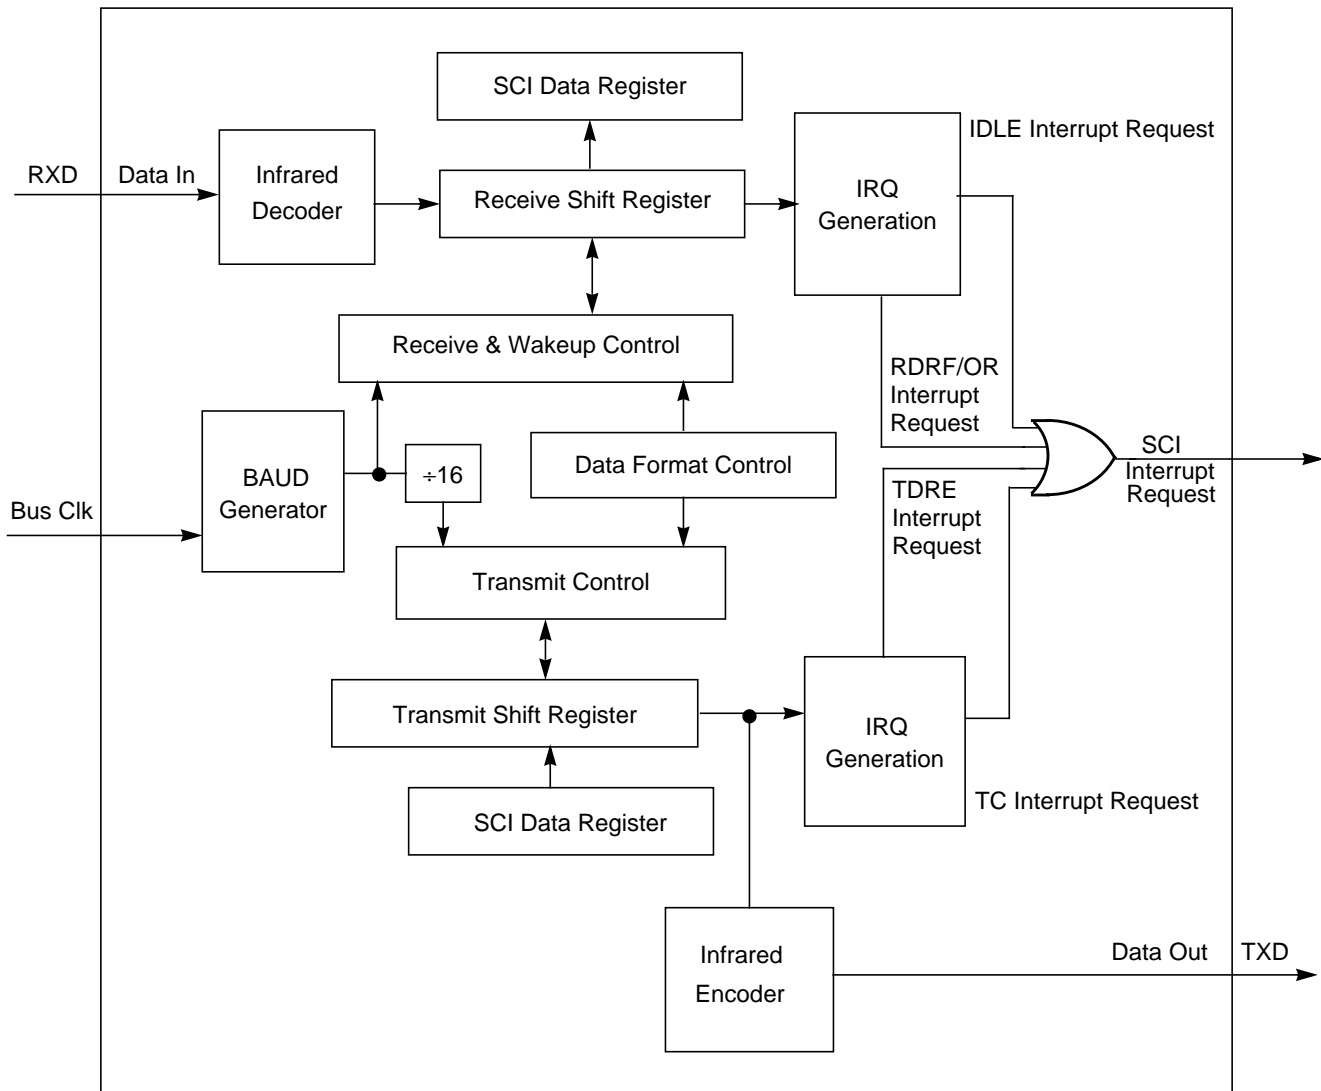 SCI Data Register
IDLE Interrupt Request
RXD
Data In
Infrared
Decoder
Receive Shift Register
IRQ
Generation
Receive & Wakeup Control
RDRF/OR
Interrupt
Request
BAUD
Generator
÷16
Data Format Control
SCI
Interrupt
Request
Bus Clk
TDRE
Interrupt
Request
Transmit Control
Transmit Shift Register
IRQ
Generation
TC Interrupt Request
SCI Data Register
Infrared
Encoder
Data Out
TXD